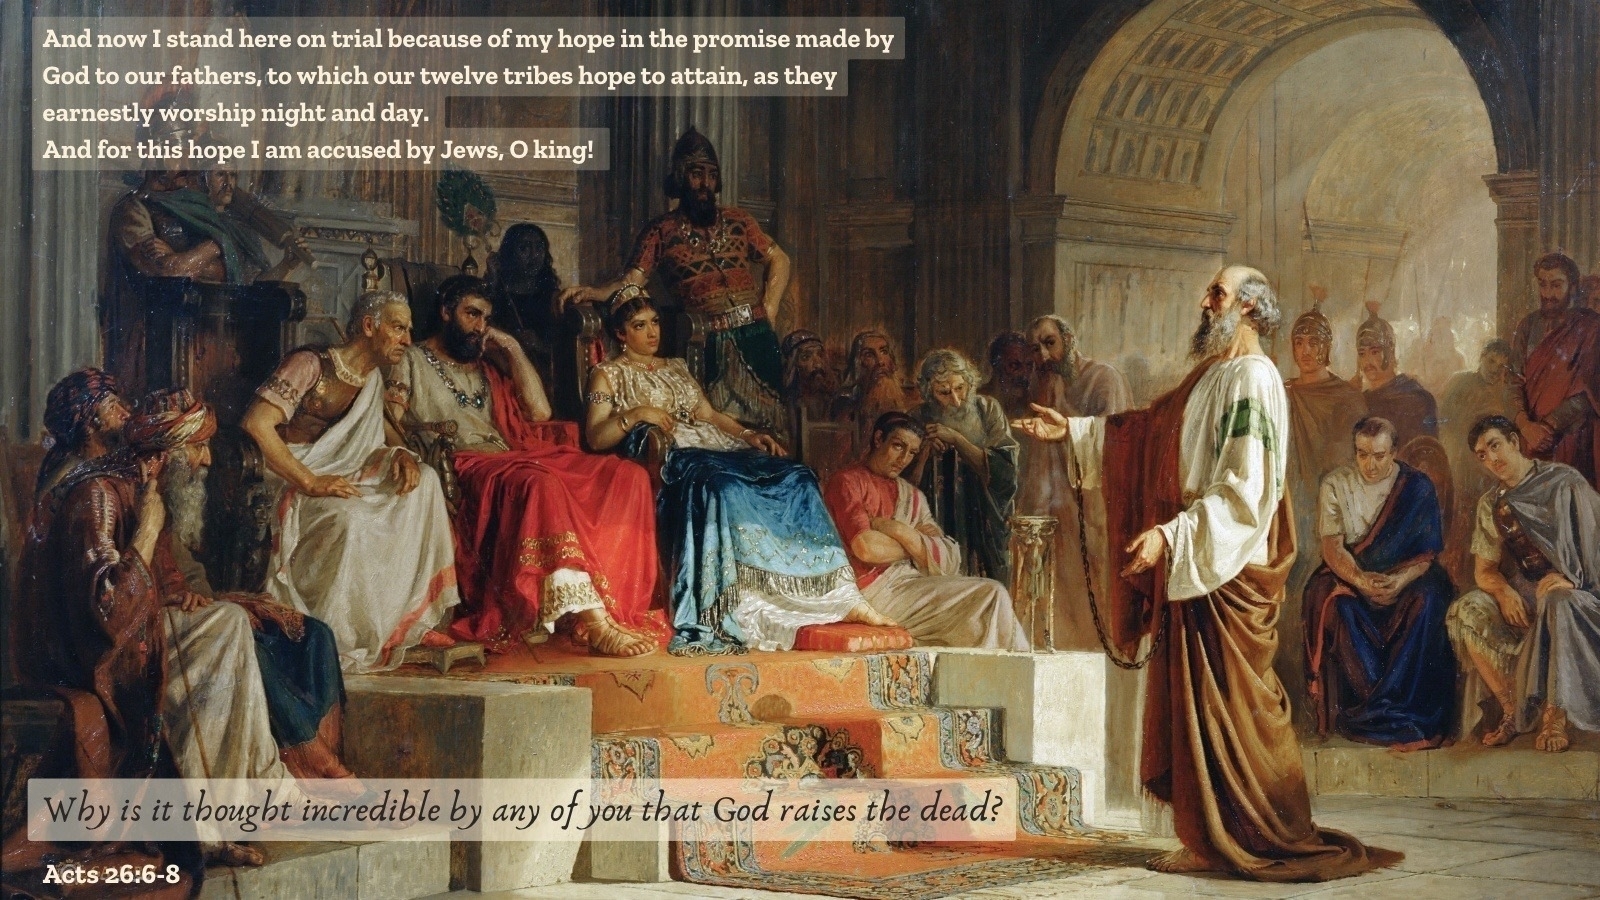 And now I stand here on trial because of my hope in the promise made by
God to our fathers, to which our twelve tribes hope to attain, as they
earnestly worship night and day.
And for this hope I am accused by Jews, O king!
Why is it thought incredible by any of you that God raises the dead?
Acts 26:6-8